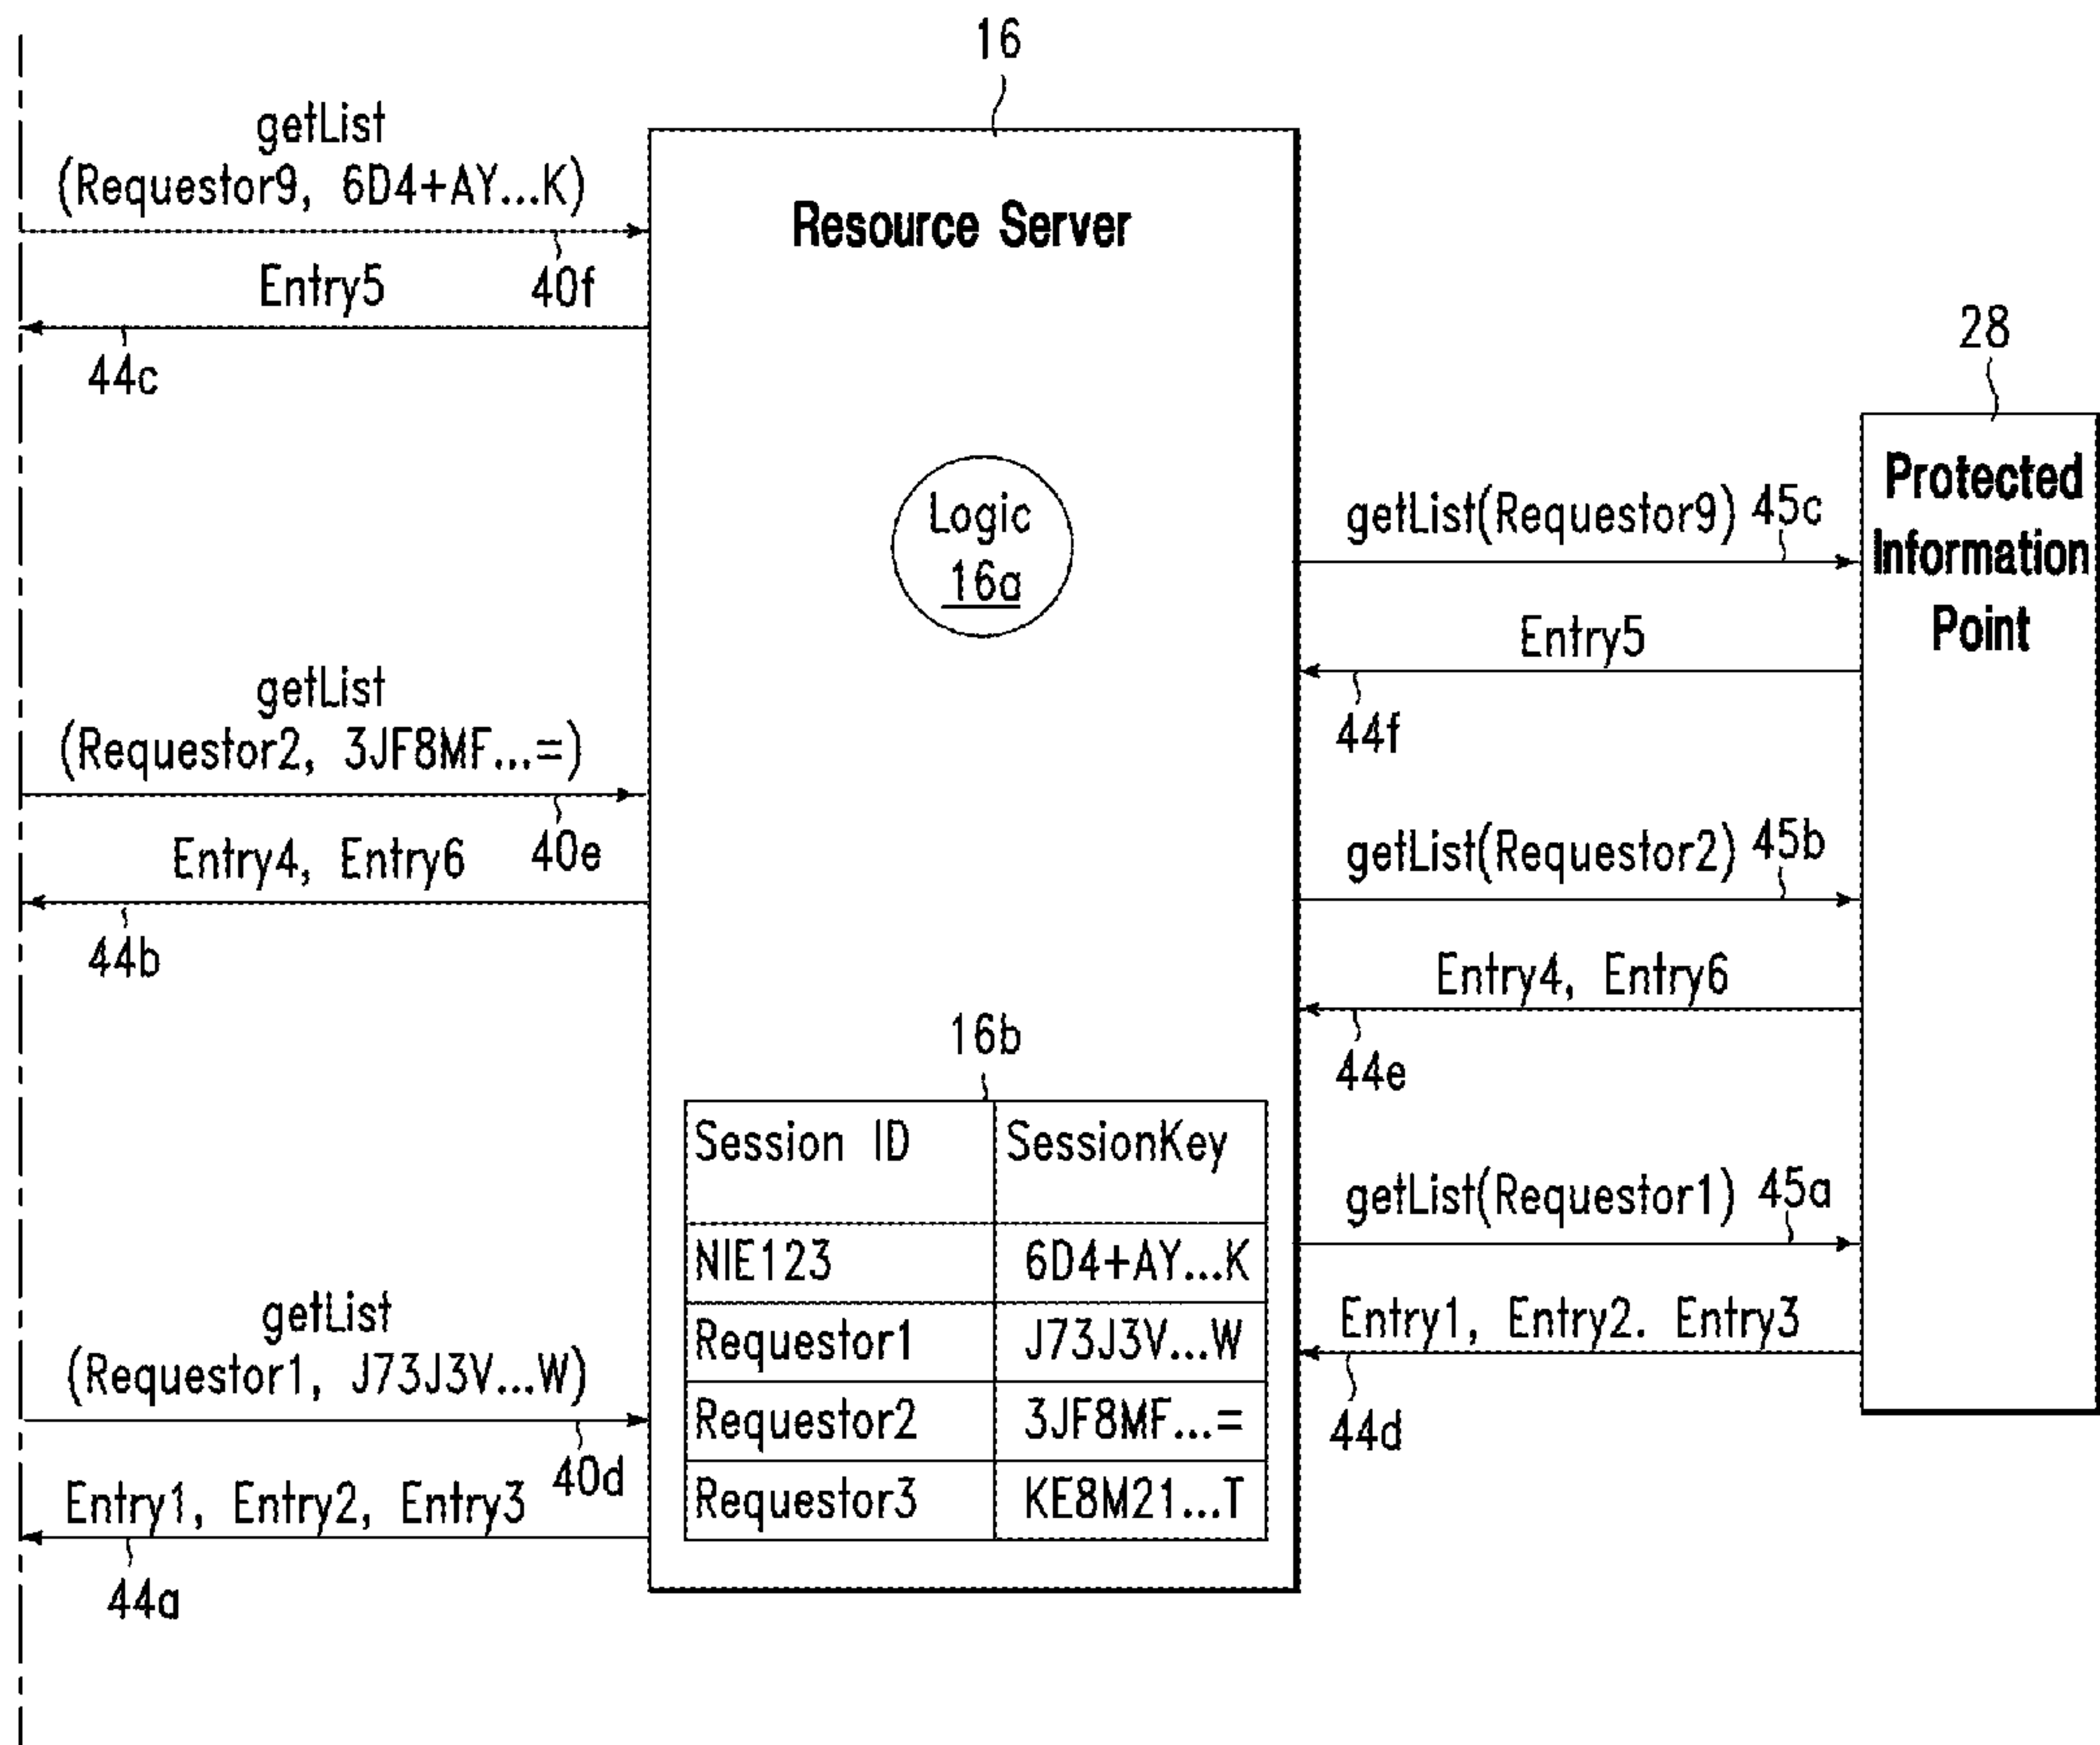 16
getList
(Requestor9, 6D4+AY...K)
40f
Entry5
44c
Resource Server
Logic
16a
28
Protected
Information
Point
getList(Requestor9) 45c
Entry5
44f
getList
(Requestor2, 3JF8MF...=)
40e
Entry4, Entry6
44b
getList(Requestor2) 45b
Entry4, Entry6
44e
16b
Session ID SessionKey
NIE123 6D4+AY...K
Requestor1 J73J3V...W
Requestor2 3JF8MF...=
Requestor3 KE8M21...T
getList(Requestor1) 45a
Entry1, Entry2. Entry3
44d
getList
(Requestor1, J73J3V...W)
40d
Entry1, Entry2, Entry3
44a